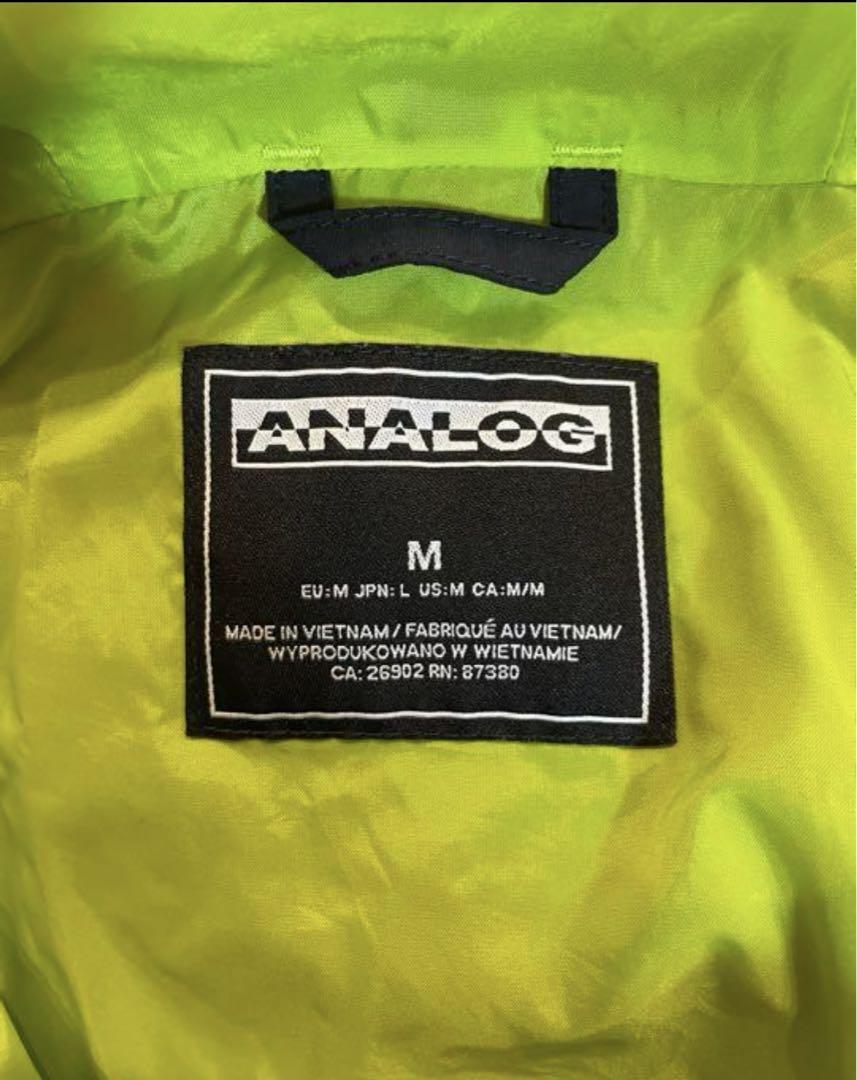 ANALOG
M
EU:M JPN: L US:M CA:M/M
MADE IN VIETNAM / FABRIQUÉ AU VIETNAM/
WYPRODUKOWANO W WIETNAMIE
CA: 26902 RN: 87380